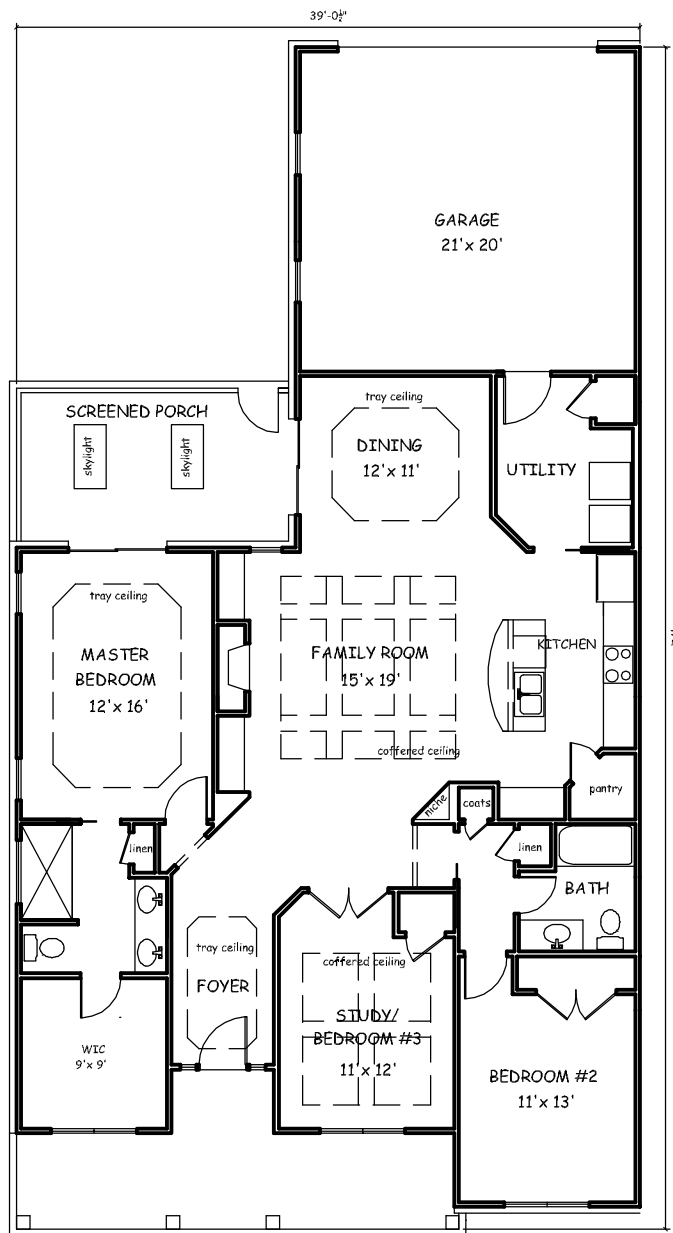 39'-0½"
GARAGE
21'x 20'
SCREENED PORCH
skylight
skylight
tray ceiling
DINING
12'x 11'
UTILITY
tray ceiling
MASTER
BEDROOM
12'x 16'
FAMILY ROOM
15'x 19'
coffered ceiling
KITCHEN
pantry
niche
coats
linen
linen
BATH
tray ceiling
FOYER
coffered ceiling
STUDY/
BEDROOM #3
11'x 12'
WIC
9'x 9'
BEDROOM #2
11'x 13'